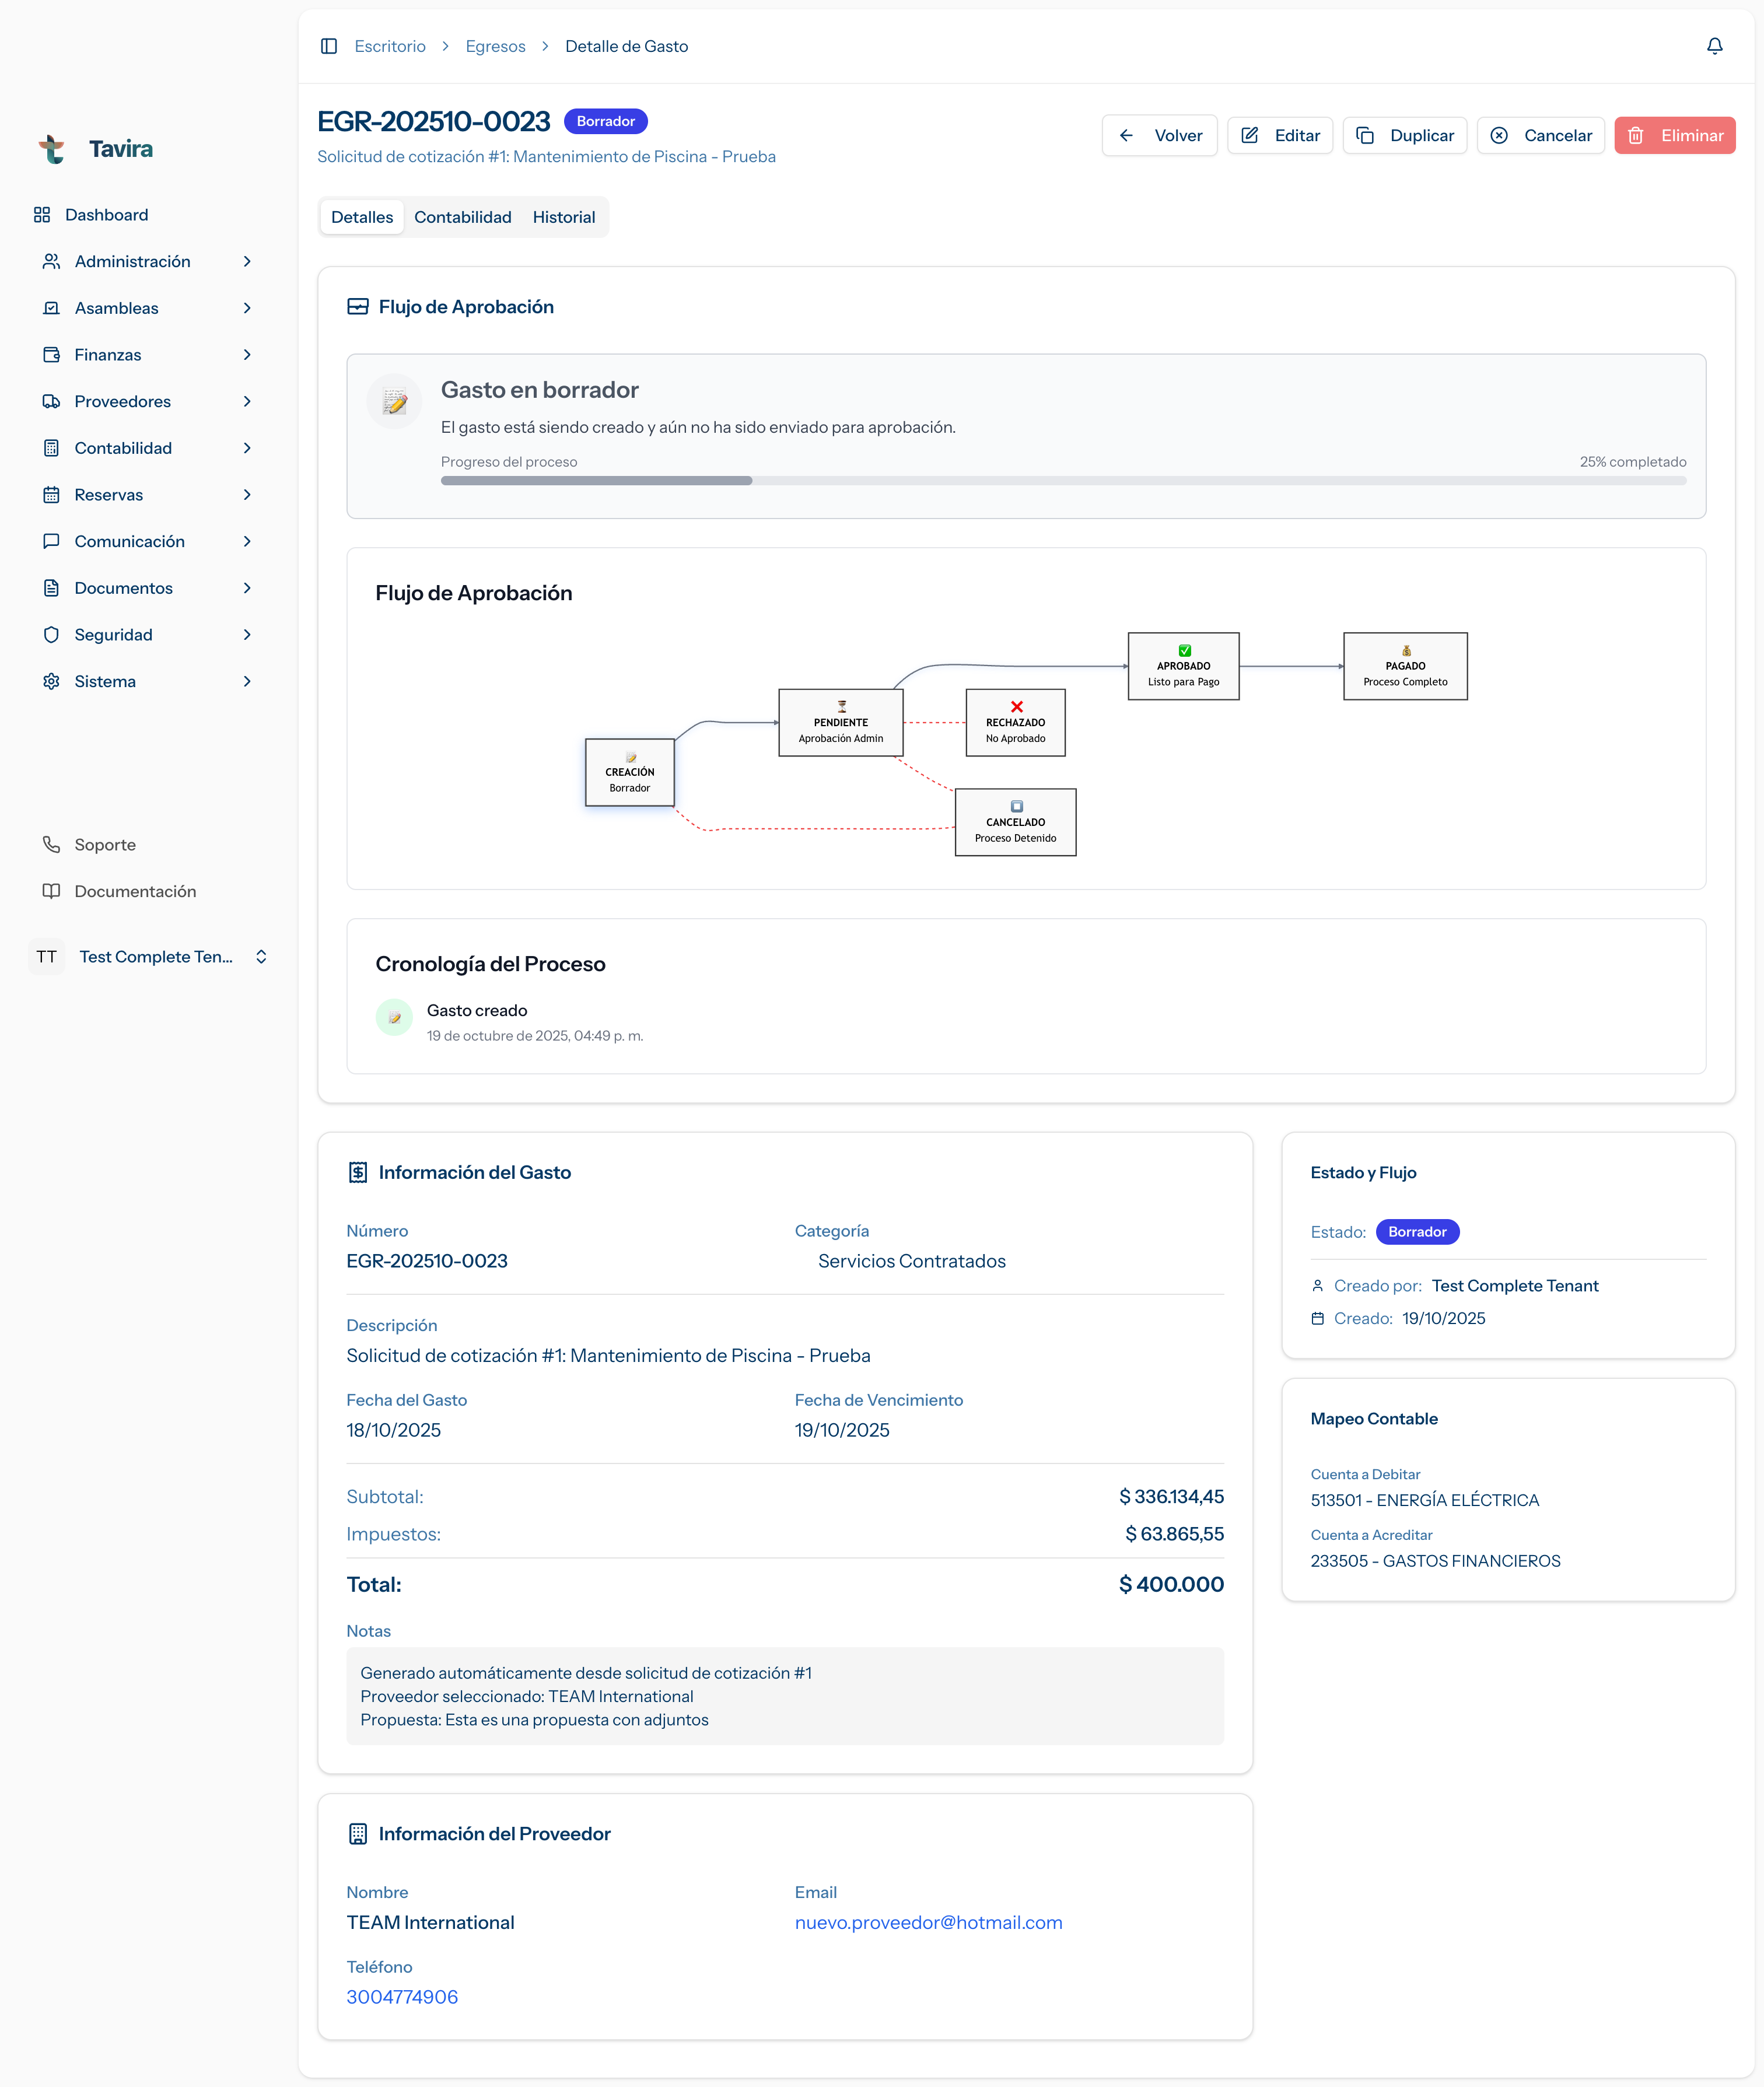 Escritorio > Egresos > Detalle de Gasto
Tavira
Dashboard
Administración
Asambleas
Finanzas
Proveedores
Contabilidad
Reservas
Comunicación
Documentos
Seguridad
Sistema
Soporte
Documentación
TT Test Complete Ten...
EGR-202510-0023 Borrador
Solicitud de cotización #1: Mantenimiento de Piscina - Prueba
Volver Editar Duplicar Cancelar Eliminar
Detalles Contabilidad Historial
Flujo de Aprobación
Gasto en borrador
El gasto está siendo creado y aún no ha sido enviado para aprobación.
Progreso del proceso 25% completado
Flujo de Aprobación
CREACIÓN
Borrador
PENDIENTE
Aprobación Admin
RECHAZADO
No Aprobado
CANCELADO
Proceso Detenido
APROBADO
Listo para Pago
PAGADO
Proceso Completo
Cronología del Proceso
Gasto creado
19 de octubre de 2025, 04:49 p. m.
Información del Gasto
Número
EGR-202510-0023
Categoría
Servicios Contratados
Descripción
Solicitud de cotización #1: Mantenimiento de Piscina - Prueba
Fecha del Gasto
18/10/2025
Fecha de Vencimiento
19/10/2025
Subtotal: $ 336.134,45
Impuestos: $ 63.865,55
Total: $ 400.000
Notas
Generado automáticamente desde solicitud de cotización #1
Proveedor seleccionado: TEAM International
Propuesta: Esta es una propuesta con adjuntos
Información del Proveedor
Nombre
TEAM International
Email
nuevo.proveedor@hotmail.com
Teléfono
3004774906
Estado y Flujo
Estado: Borrador
Creado por: Test Complete Tenant
Creado: 19/10/2025
Mapeo Contable
Cuenta a Debitar
513501 - ENERGÍA ELÉCTRICA
Cuenta a Acreditar
233505 - GASTOS FINANCIEROS